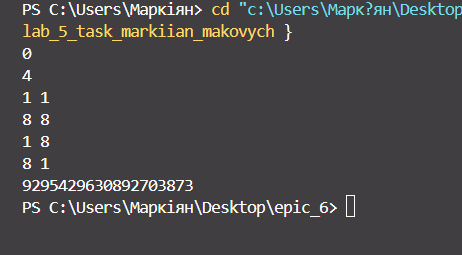 PS C:\Users\Маркіян> cd "c:\Users\Марк?ян\Desktop
lab_5_task_markiian_makovych }
0
4
1 1
8 8
1 8
8 1
9295429630892703873
PS C:\Users\Маркіян\Desktop\epic_6>